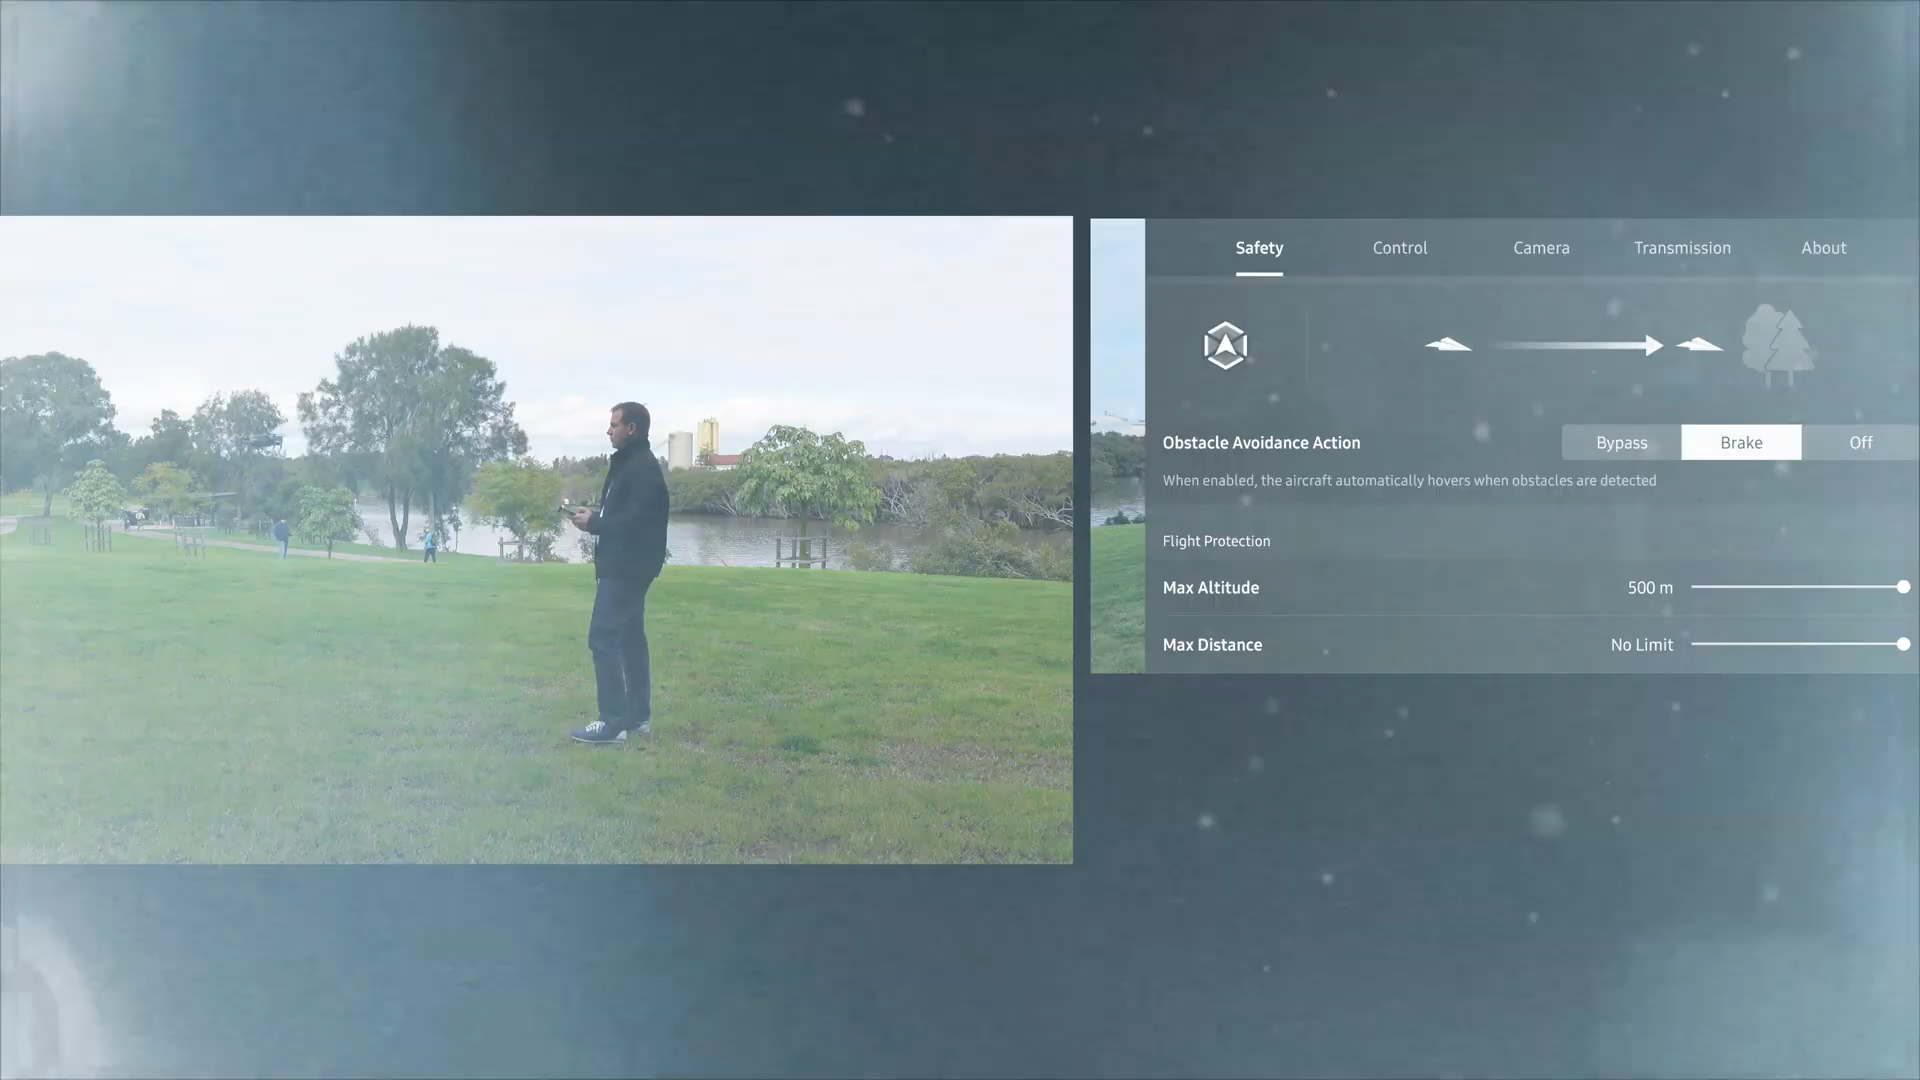 Safety Control Camera Transmission About
Obstacle Avoidance Action Bypass Brake Off
When enabled, the aircraft automatically hovers when obstacles are detected
Flight Protection
Max Altitude 500 m
Max Distance No Limit